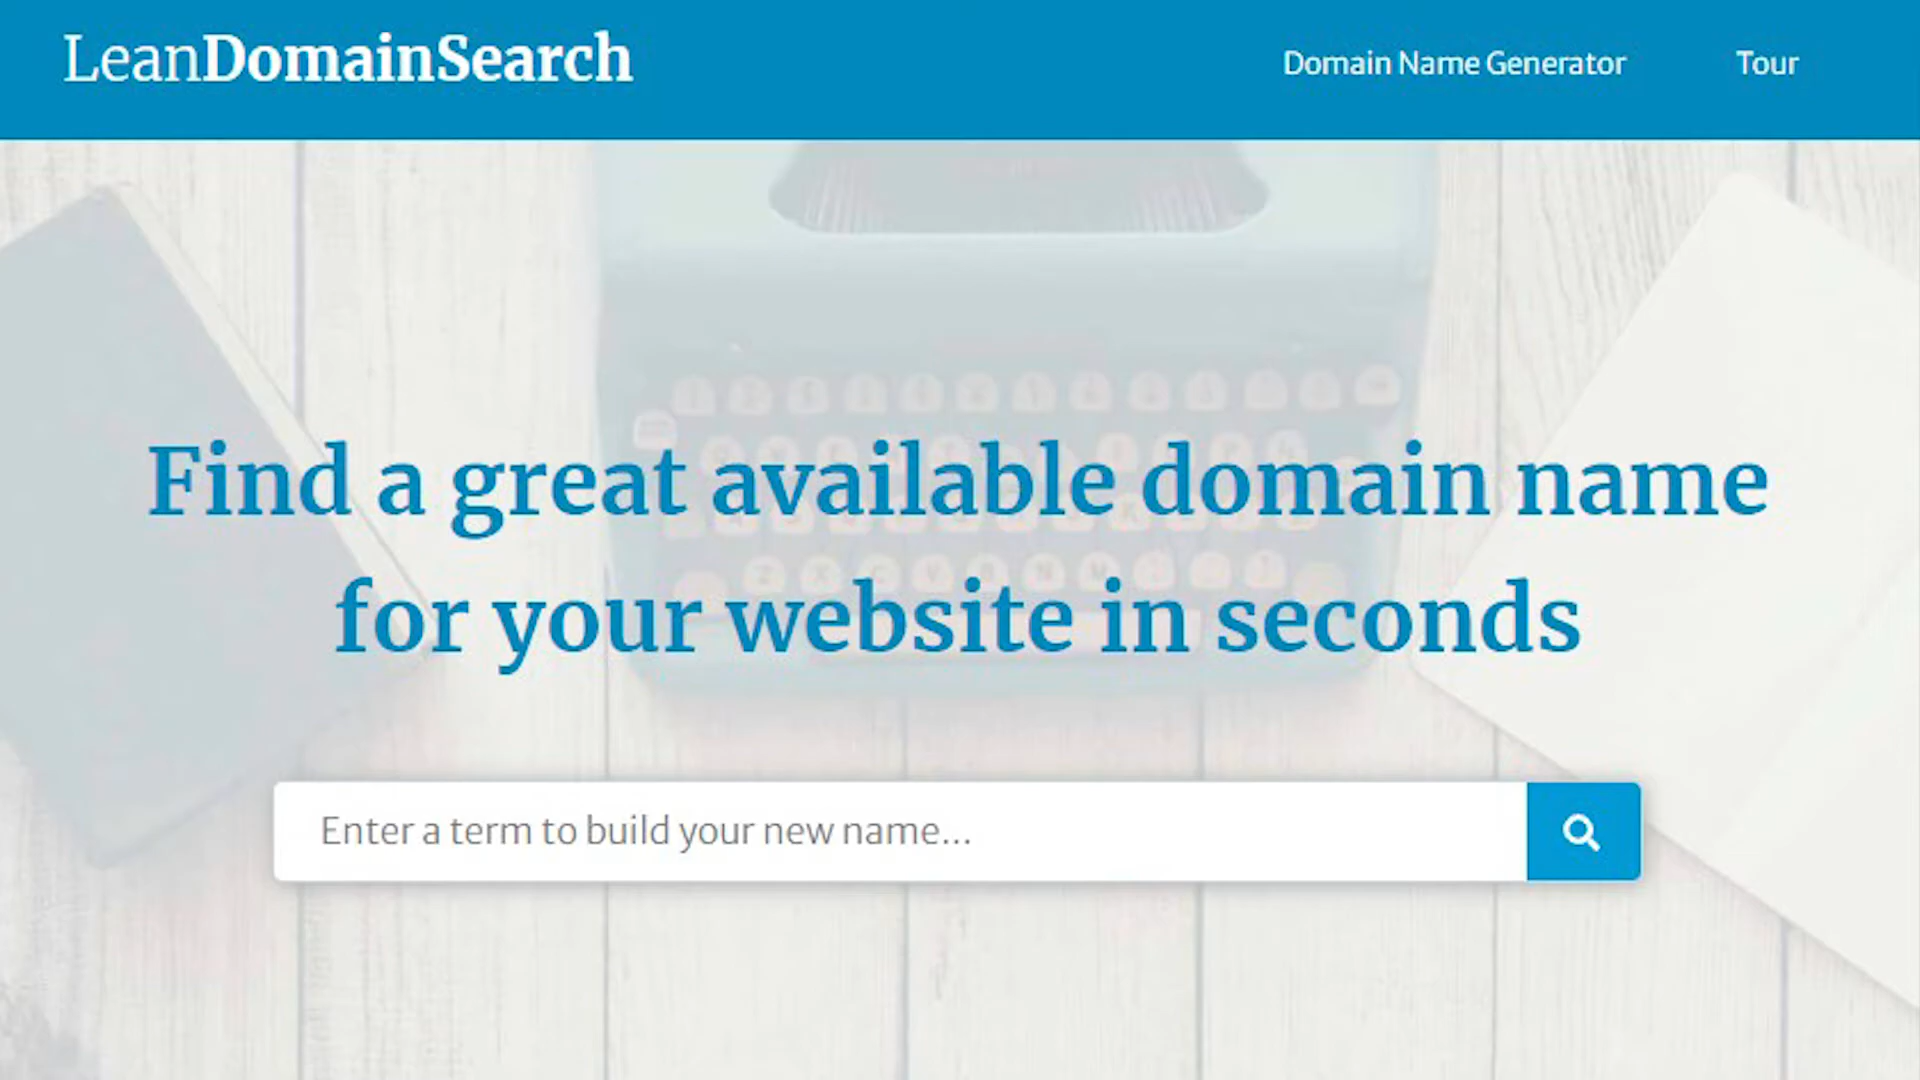 LeanDomainSearch
Domain Name Generator
Tour
Find a great available domain name
for your website in seconds
Enter a term to build your new name...